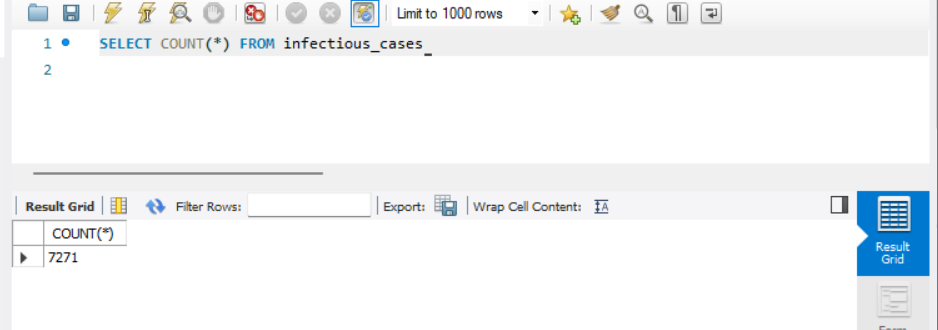 Limit to 1000 rows
1 SELECT COUNT(*) FROM infectious_cases
2
Result Grid Filter Rows: Export: Wrap Cell Content: IA
COUNT(*)
7271
Result
Grid
Form